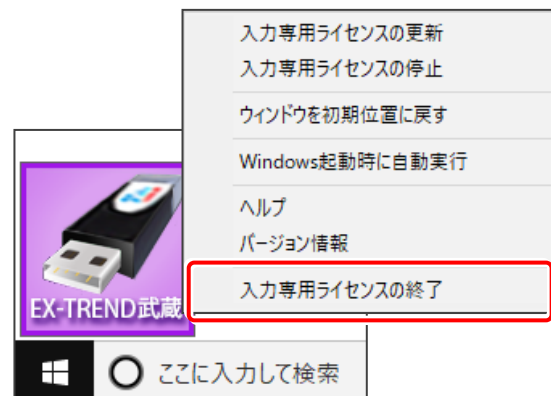 入力専用ライセンスの更新
入力専用ライセンスの停止
ウィンドウを初期位置に戻す
Windows起動時に自動実行
ヘルプ
バージョン情報
入力専用ライセンスの終了
EX-TREND武蔵
ここに入力して検索